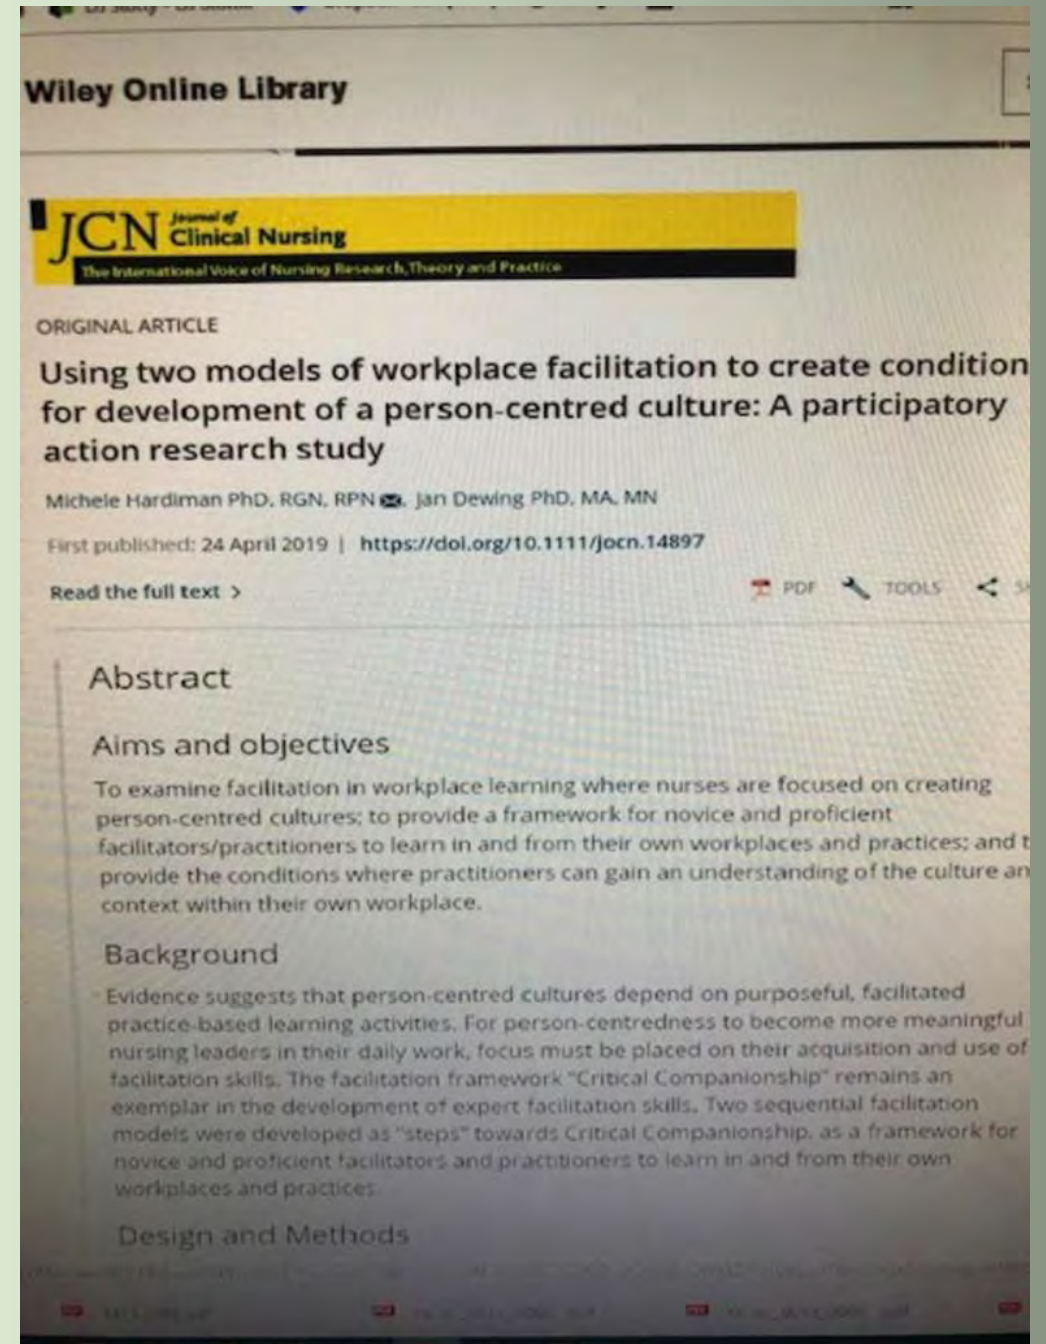 Wiley Online Library
JCN Journal of
Clinical Nursing
The International Voice of Nursing Research, Theory and Practice
ORIGINAL ARTICLE
Using two models of workplace facilitation to create condition
for development of a person-centred culture: A participatory
action research study
Michele Hardiman PhD, RGN, RPN, Jan Dewing PhD, MA, MN
First published: 24 April 2019 | https://doi.org/10.1111/jocn.14897
Read the full text >
PDF TOOLS
Abstract
Aims and objectives
To examine facilitation in workplace learning where nurses are focused on creating
person-centred cultures; to provide a framework for novice and proficient
facilitators/practitioners to learn in and from their own workplaces and practices; and t
provide the conditions where practitioners can gain an understanding of the culture an
context within their own workplace.
Background
Evidence suggests that person-centred cultures depend on purposeful, facilitated
practice-based learning activities. For person-centredness to become more meaningful
nursing leaders in their daily work, focus must be placed on their acquisition and use of
facilitation skills. The facilitation framework "Critical Companionship" remains an
exemplar in the development of expert facilitation skills. Two sequential facilitation
models were developed as "steps" towards Critical Companionship, as a framework for
novice and proficient facilitators and practitioners to learn in and from their own
workplaces and practices.
Design and Methods